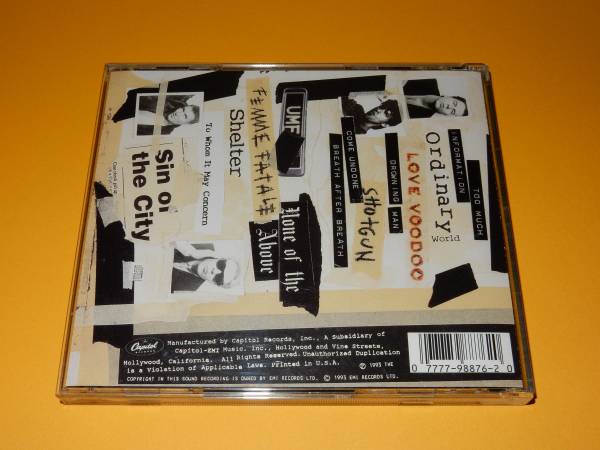 TOO MUCH
INFORMATION
Ordinary
World
LOVE VOODOO
DROWNING MAN
SHOTGUN
COME UNDONE
BREATH AFTER BREATH
UMF
None of the
Above
FEMME FATALE
Shelter
To Whom It May Concern
Sin of
the City
Capitol
Manufactured by Capitol Records, Inc., A Subsidiary of
Capitol-EMI Music, Inc., Hollywood and Vine Streets,
Hollywood, California. All Rights Reserved. Unauthorized Duplication
is a Violation of Applicable Laws. Printed in U.S.A.
COPYRIGHT IN THIS SOUND RECORDING IS OWNED BY EMI RECORDS LTD. © 1993 EMI RECORDS LTD.
0 7777-98876-2 0